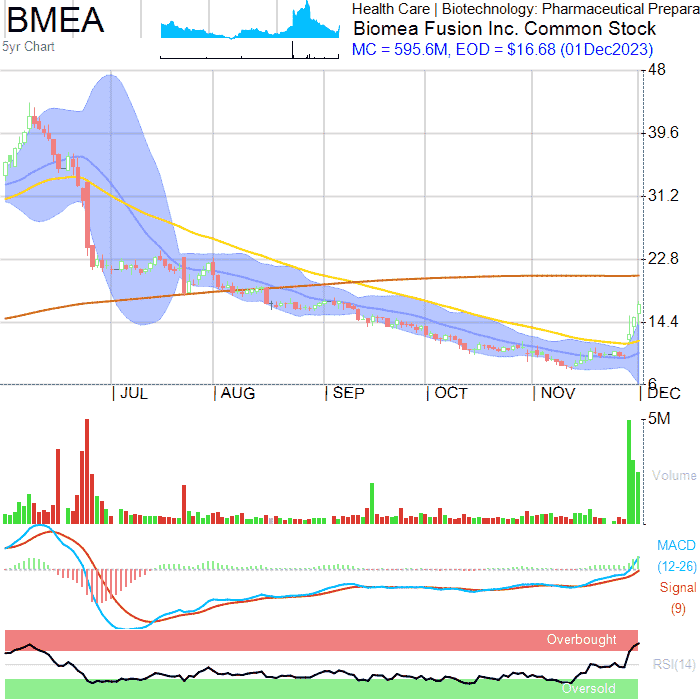 BMEA
5yr Chart
Health Care | Biotechnology: Pharmaceutical Prepara
Biomea Fusion Inc. Common Stock
MC = 595.6M, EOD = $16.68 (01Dec2023)
48
39.6
31.2
22.8
14.4
6
JUL
AUG
SEP
OCT
NOV
DEC
5M
Volume
MACD
(12-26)
Signal
(9)
Overbought
RSI(14)
Oversold